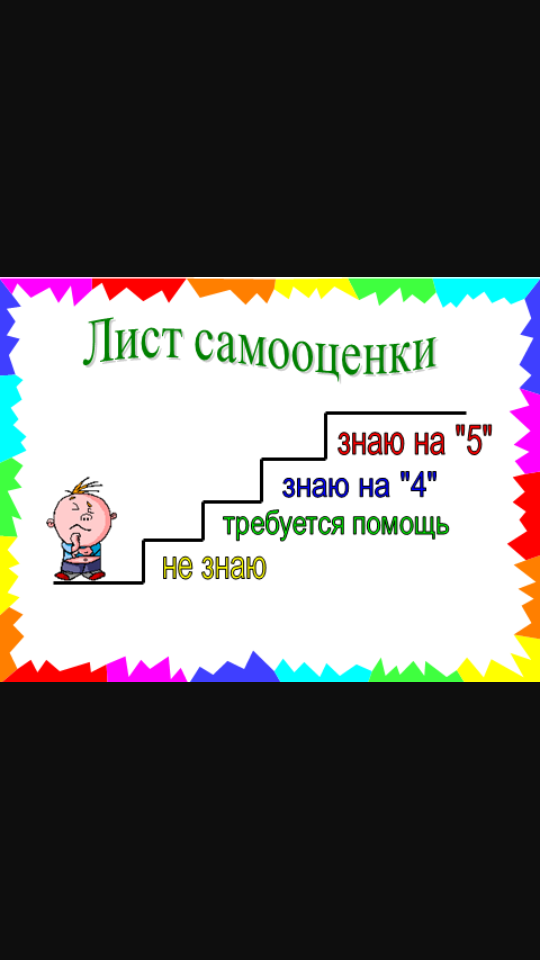 Лист самооценки
знаю на "5"
знаю на "4"
требуется помощь
не знаю